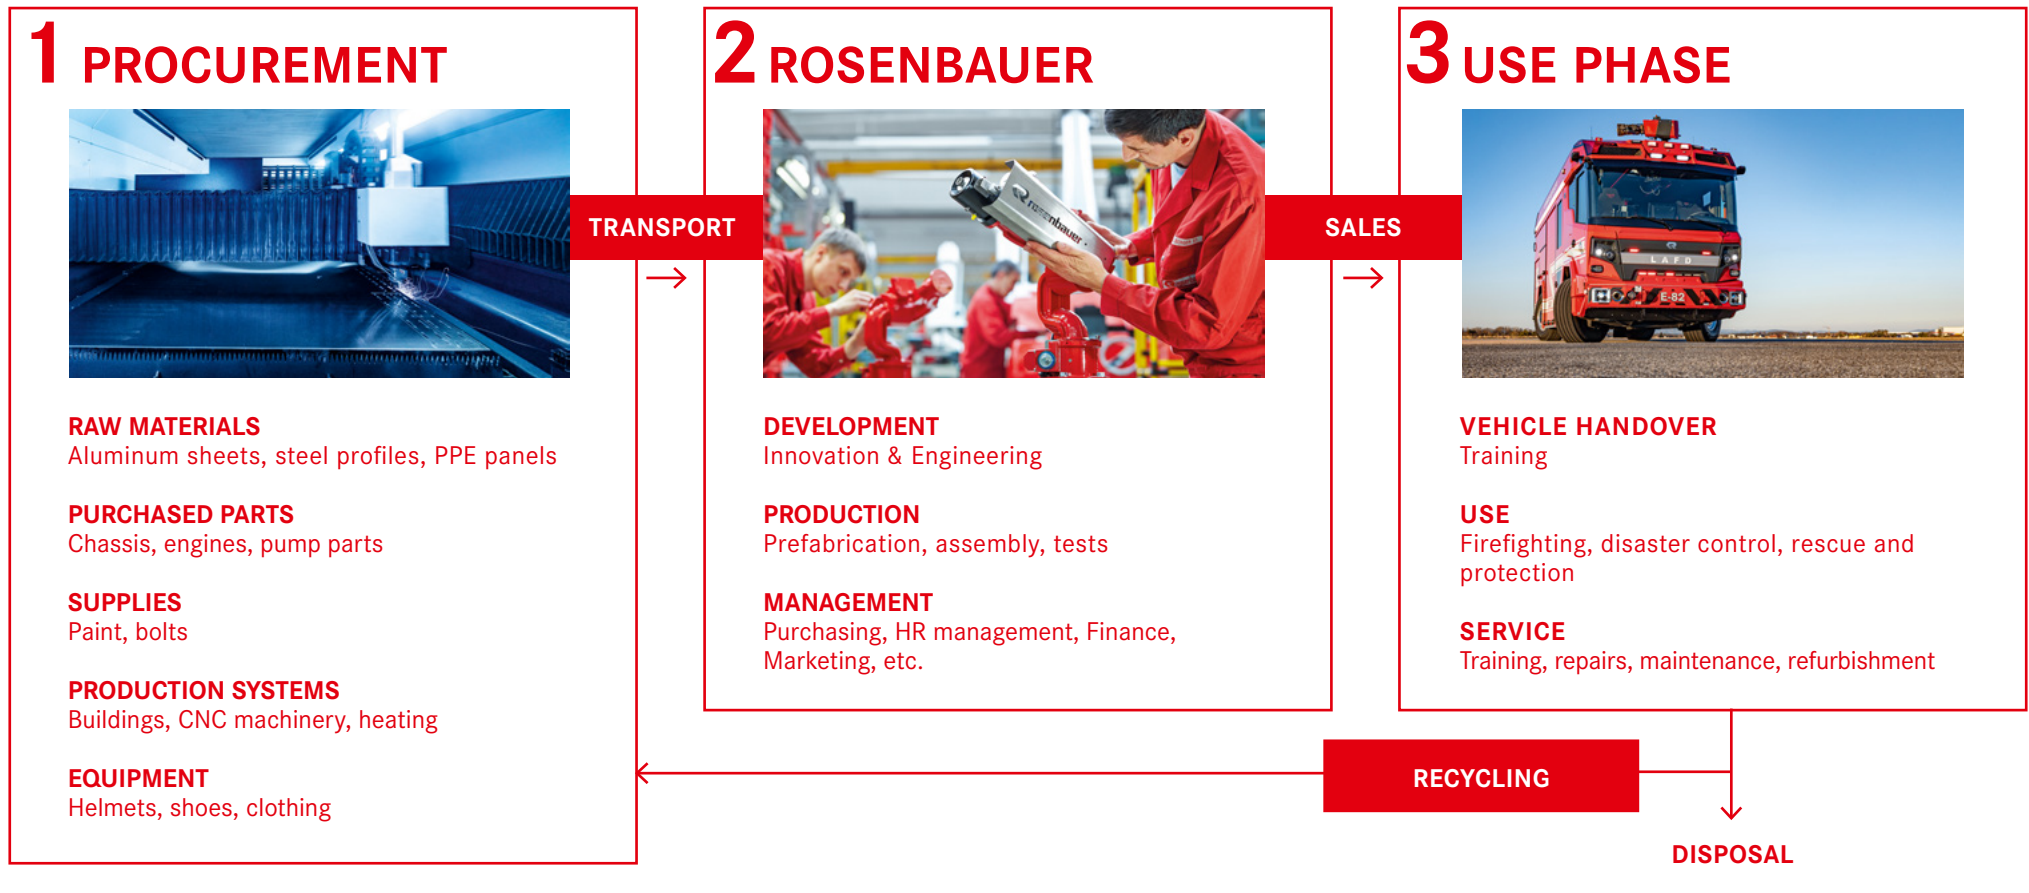 1 PROCUREMENT
RAW MATERIALS
Aluminum sheets, steel profiles, PPE panels
PURCHASED PARTS
Chassis, engines, pump parts
SUPPLIES
Paint, bolts
PRODUCTION SYSTEMS
Buildings, CNC machinery, heating
EQUIPMENT
Helmets, shoes, clothing
TRANSPORT
2 ROSENBAUER
rosenbauer
DEVELOPMENT
Innovation & Engineering
PRODUCTION
Prefabrication, assembly, tests
MANAGEMENT
Purchasing, HR management, Finance,
Marketing, etc.
SALES
3 USE PHASE
LAFD
E-82
VEHICLE HANDOVER
Training
USE
Firefighting, disaster control, rescue and
protection
SERVICE
Training, repairs, maintenance, refurbishment
RECYCLING
DISPOSAL